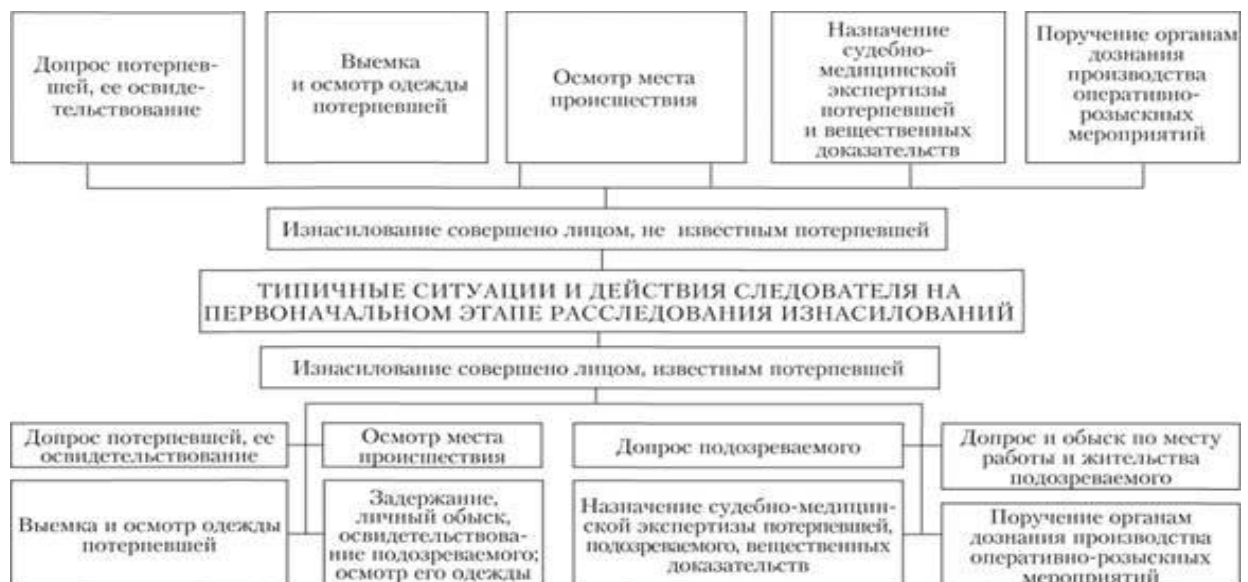 Допрос потерпев-
шей, ее освиде-
тельствование
Выемка
и осмотр одежды
потерпевшей
Осмотр места
происшествия
Назначение
судебно-
медицинской
экспертизы
потерпевшей
и вещественных
доказательств
Поручение органам
дознания
производства
оперативно-
розыскных
мероприятий
Изнасилование совершено лицом, не известным потерпевшей
ТИПИЧНЫЕ СИТУАЦИИ И ДЕЙСТВИЯ СЛЕДОВАТЕЛЯ НА
ПЕРВОНАЧАЛЬНОМ ЭТАПЕ РАССЛЕДОВАНИЯ ИЗНАСИЛОВАНИЙ
Изнасилование совершено лицом, известным потерпевшей
Допрос потерпевшей, ее
освидетельствование
Осмотр места
происшествия
Допрос подозреваемого
Допрос и обыск по месту
работы и жительства
подозреваемого
Выемка и осмотр одежды
потерпевшей
Задержание,
личный обыск,
освидетельствова-
ние подозреваемого;
осмотр его одежды
Назначение судебно-медицин-
ской экспертизы потерпевшей,
подозреваемого, вещественных
доказательств
Поручение органам
дознания производства
оперативно-розыскных
мероприятий